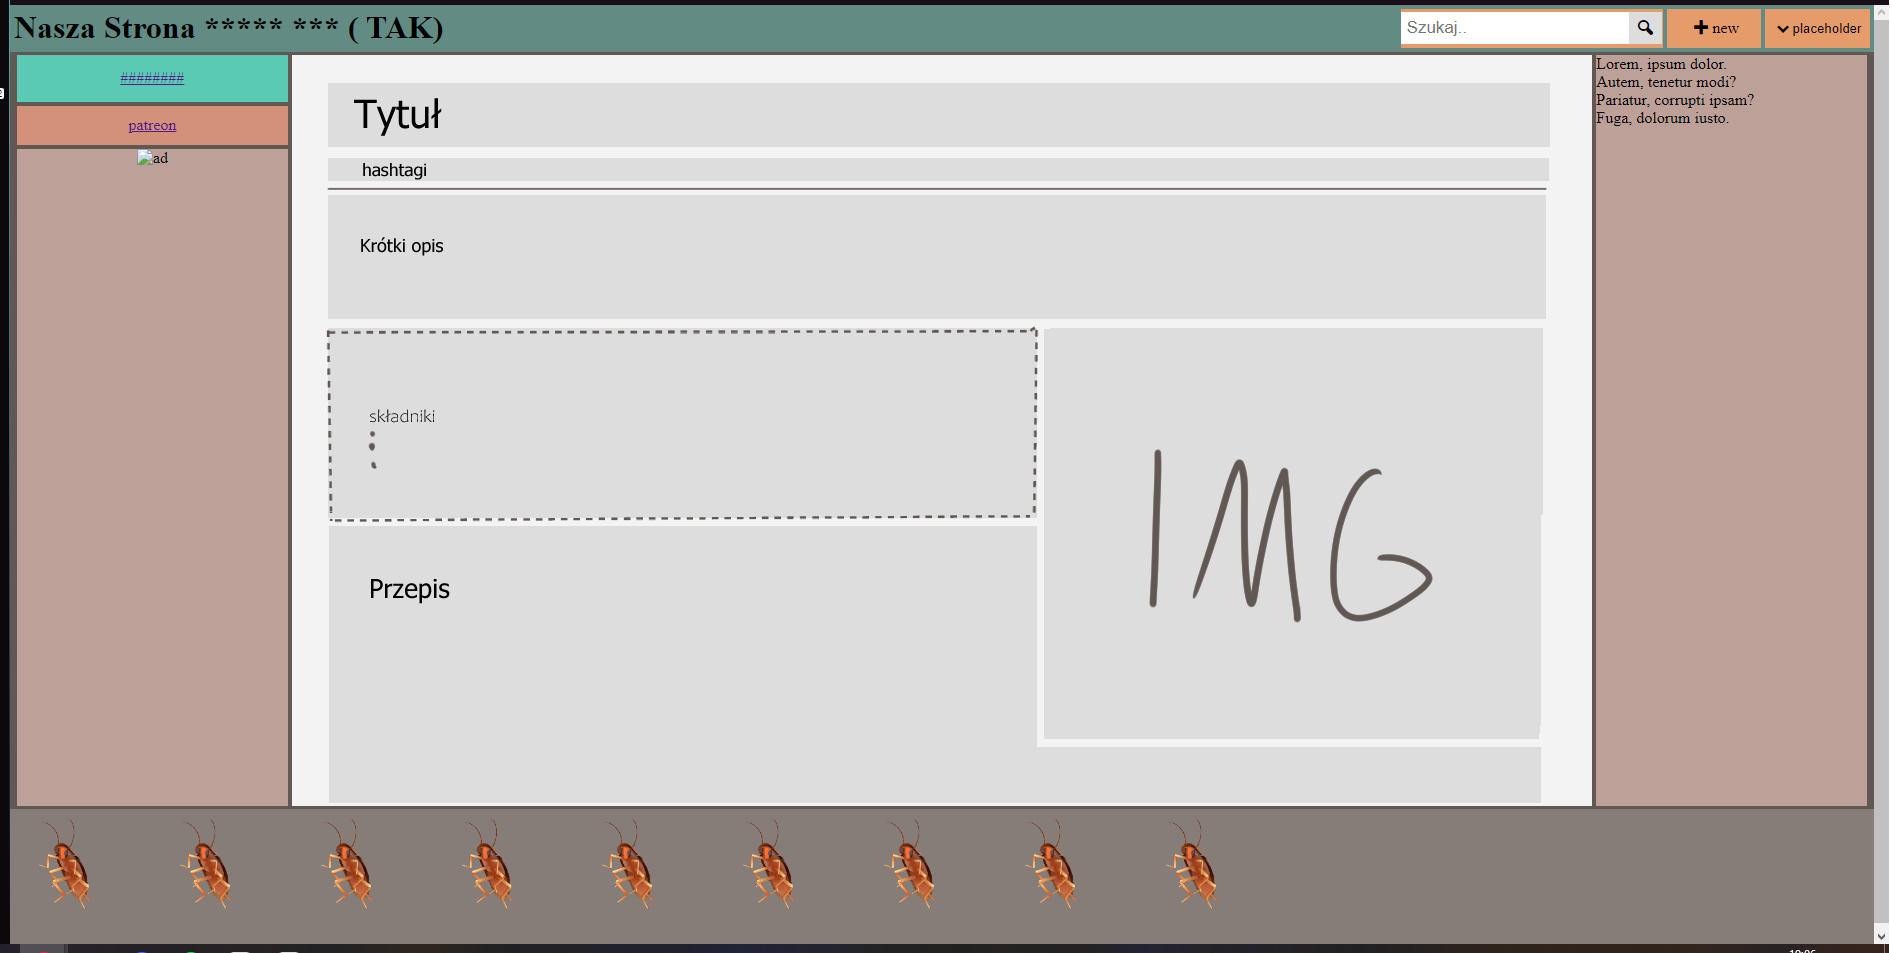 Nasza Strona ***** *** ( TAK)
Szukaj..
new
placeholder
########
patreon
ad
Tytuł
hashtagi
Krótki opis
składniki
IMG
Przepis
Lorem, ipsum dolor.
Autem, tenetur modi?
Pariatur, corrupti ipsam?
Fuga, dolorum iusto.